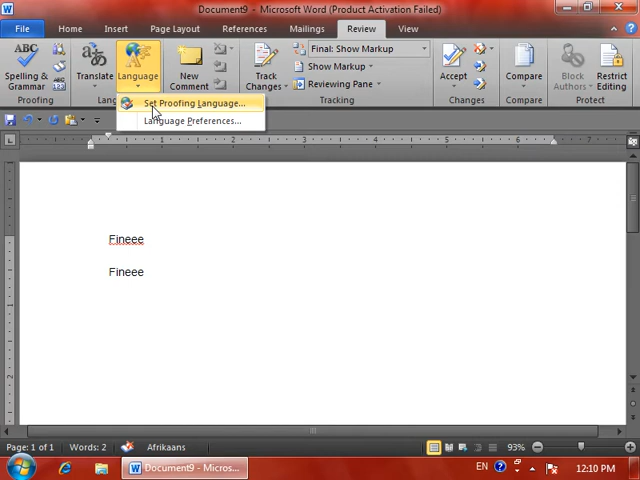 Document9 - Microsoft Word (Product Activation Failed)
File Home Insert Page Layout References Mailings Review View
ABC
Spelling & Grammar
Translate
Language
New Comment
Track Changes
Final: Show Markup
Show Markup
Reviewing Pane
Accept
Compare
Block Authors
Restrict Editing
Proofing Lang Tracking Changes Compare Protect
Set Proofing Language...
Language Preferences...
Fineee
Fineee
Page: 1 of 1 Words: 2 Afrikaans 93%
Document9 - Micros... EN 12:10 PM